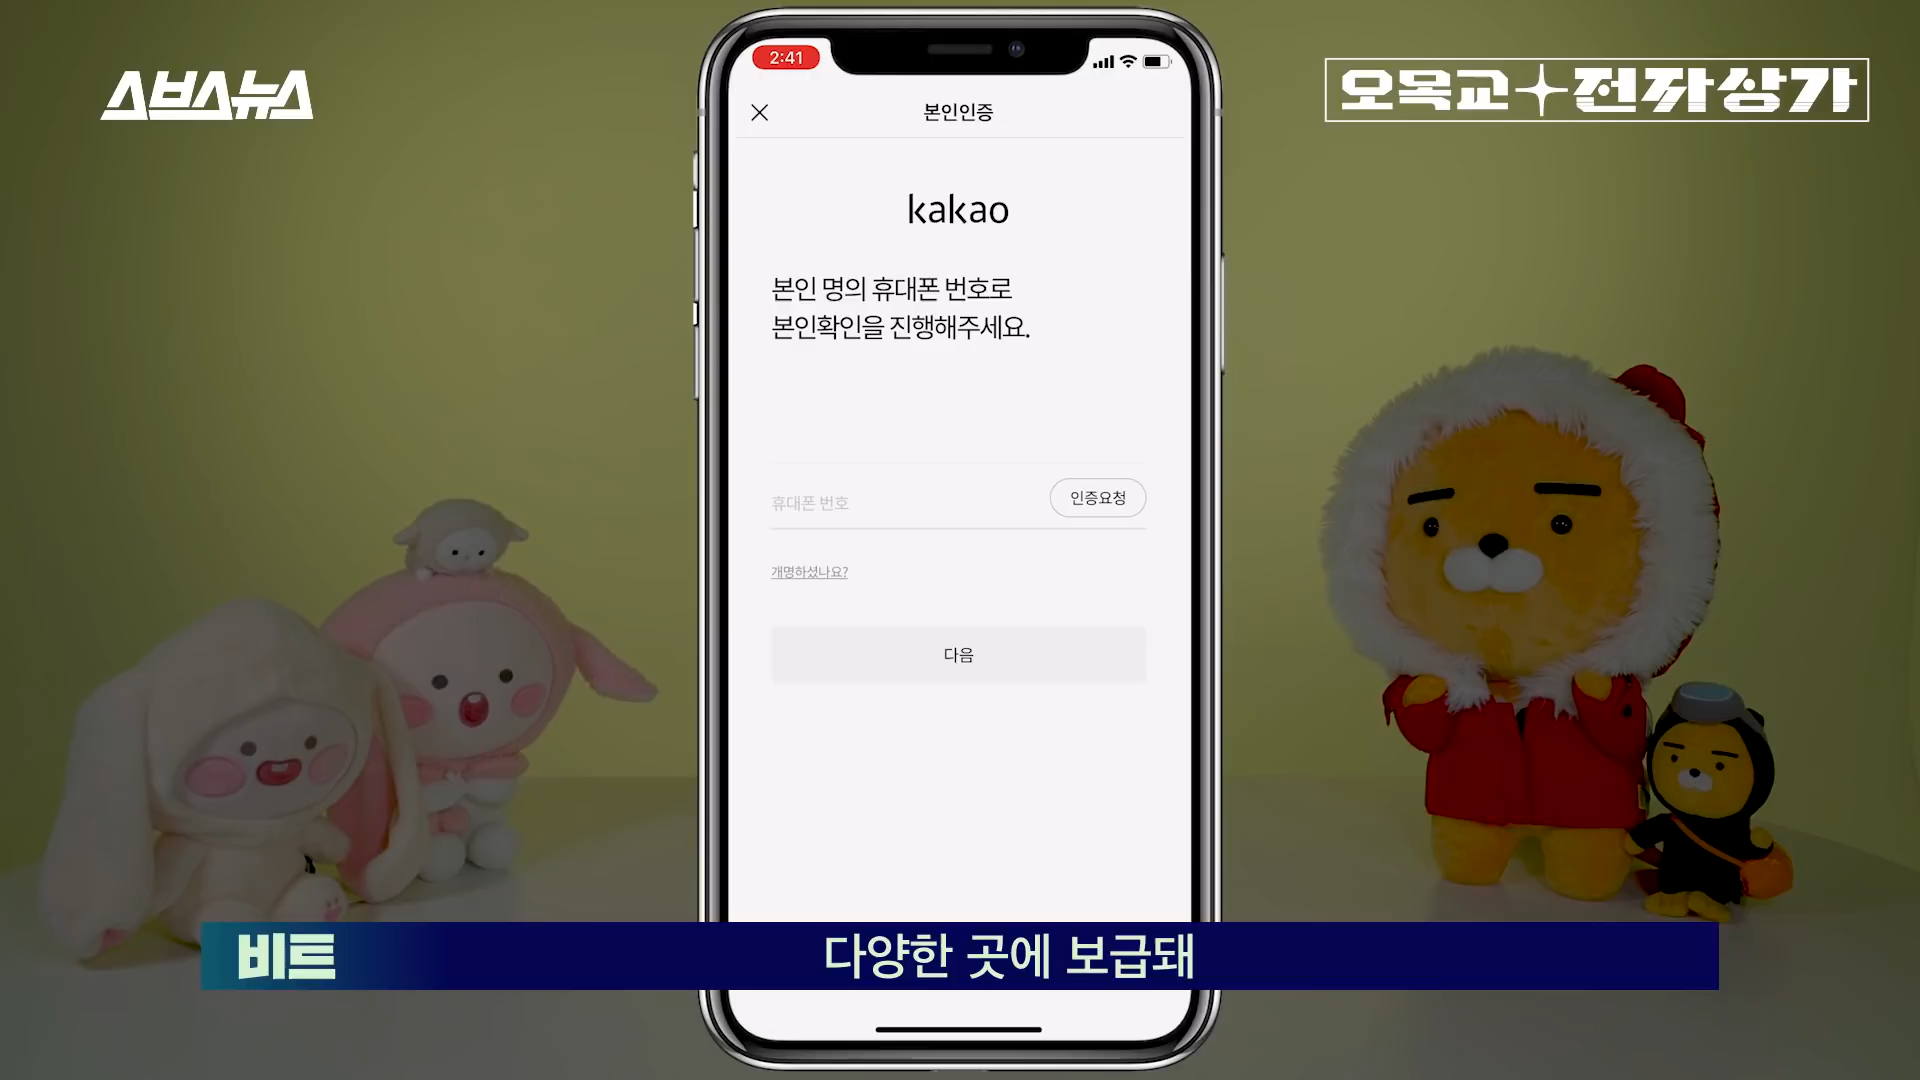 스브스뉴스
오목교 전자상가
2:41
본인인증
kakao
본인 명의 휴대폰 번호로
본인확인을 진행해주세요.
휴대폰 번호
인증요청
개명하셨나요?
다음
비트
다양한 곳에 보급돼